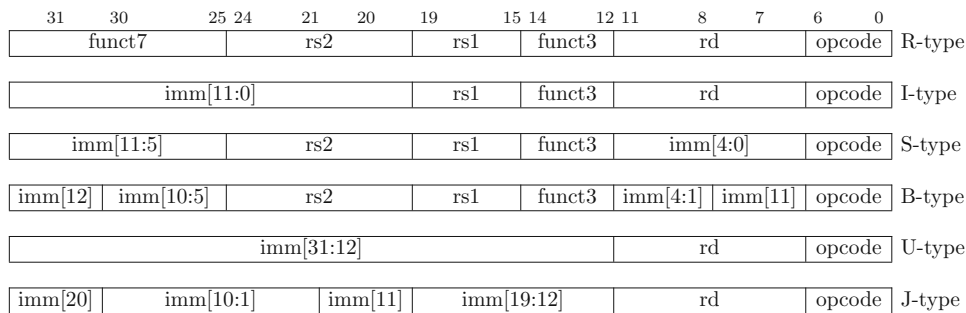 31 30 25 24 21 20 19 15 14 12 11 8 7 6 0
funct7 rs2 rs1 funct3 rd opcode R-type
imm[11:0] rs1 funct3 rd opcode I-type
imm[11:5] rs2 rs1 funct3 imm[4:0] opcode S-type
imm[12] imm[10:5] rs2 rs1 funct3 imm[4:1] imm[11] opcode B-type
imm[31:12] rd opcode U-type
imm[20] imm[10:1] imm[11] imm[19:12] rd opcode J-type